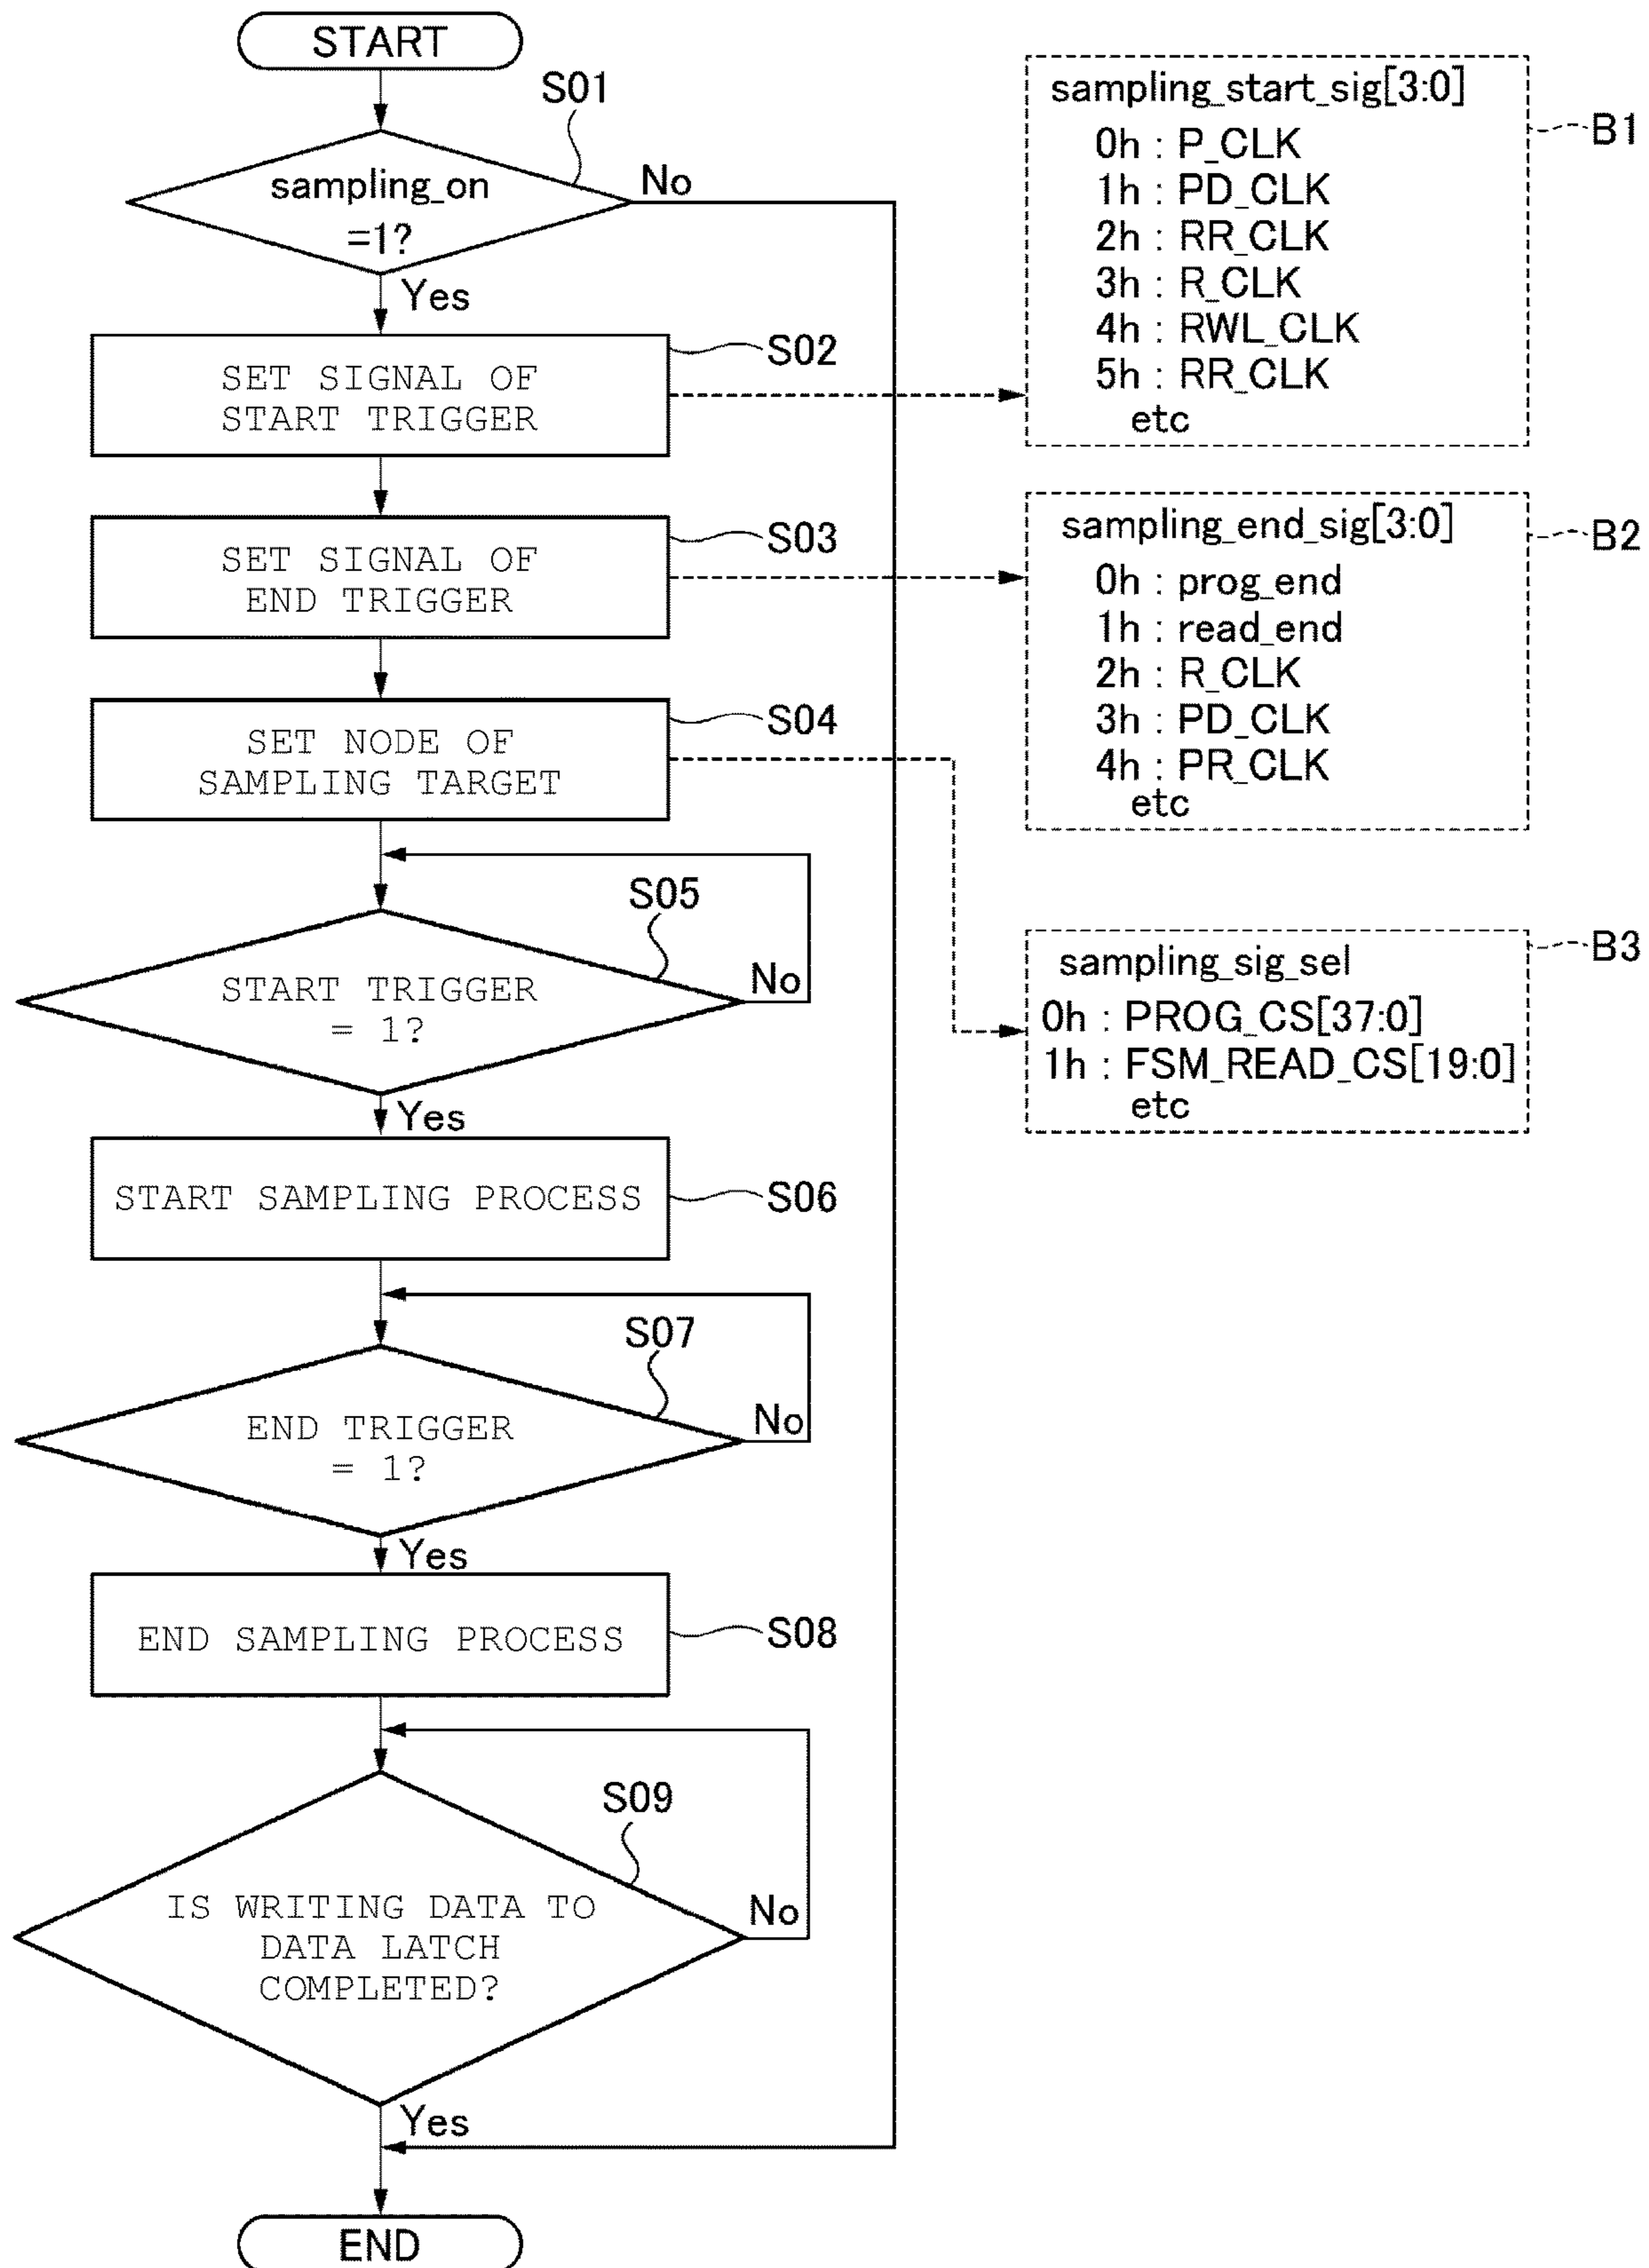 START
S01
sampling_on
=1?
No
Yes
SET SIGNAL OF
START TRIGGER
S02
SET SIGNAL OF
END TRIGGER
S03
SET NODE OF
SAMPLING TARGET
S04
S05
START TRIGGER
= 1?
No
Yes
START SAMPLING PROCESS
S06
S07
END TRIGGER
= 1?
No
Yes
END SAMPLING PROCESS
S08
S09
IS WRITING DATA TO
DATA LATCH
COMPLETED?
No
Yes
END
sampling_start_sig[3:0]
0h : P_CLK
1h : PD_CLK
2h : RR_CLK
3h : R_CLK
4h : RWL_CLK
5h : RR_CLK
etc
B1
sampling_end_sig[3:0]
0h : prog_end
1h : read_end
2h : R_CLK
3h : PD_CLK
4h : PR_CLK
etc
B2
sampling_sig_sel
0h : PROG_CS[37:0]
1h : FSM_READ_CS[19:0]
etc
B3